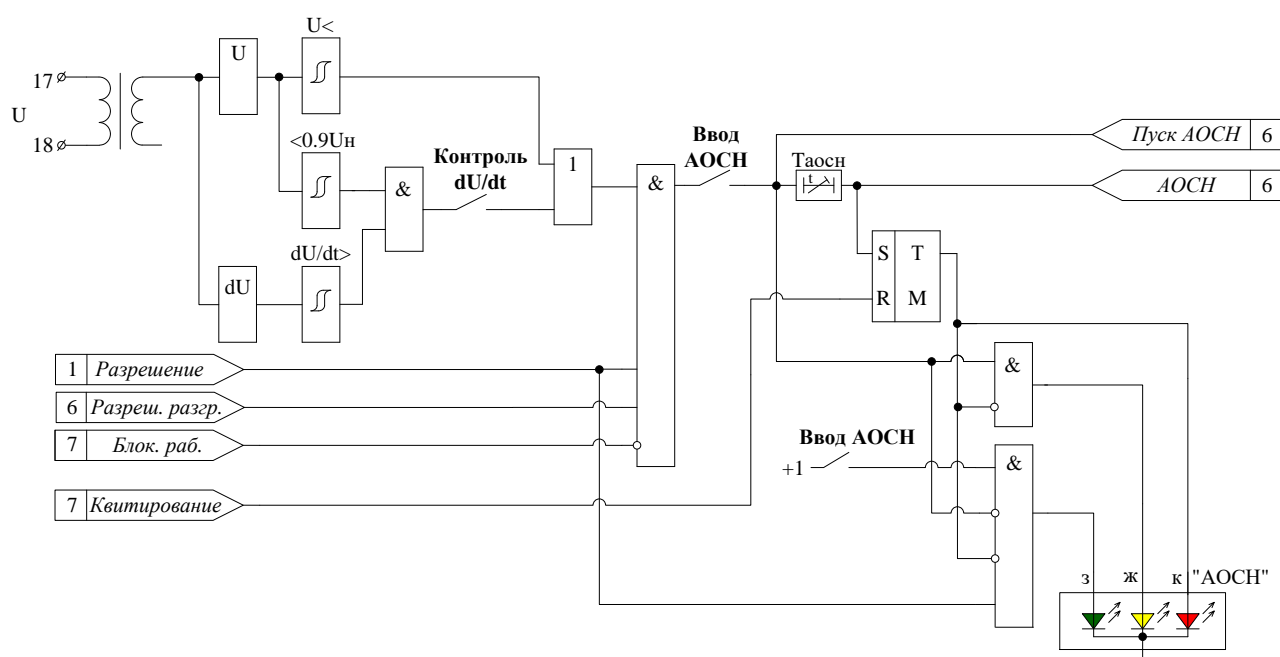 U<
U
17
U
18
<0.9Uн
Контроль
dU/dt
&
1
Ввод
АОСН
&
Пуск АОСН 6
Таосн
t
АОСН 6
dU/dt>
dU
S T
R M
1 Разрешение
6 Разреш. разгр.
7 Блок. раб.
7 Квитирование
&
Ввод АОСН
+1
&
з ж к "АОСН"